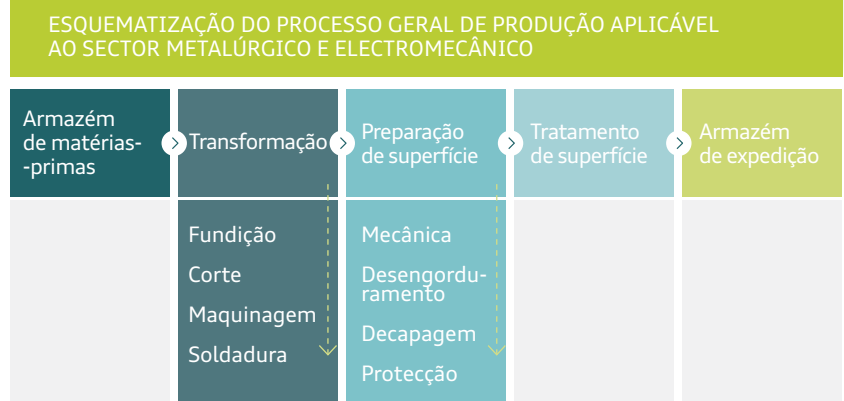 ESQUEMATIZAÇÃO DO PROCESSO GERAL DE PRODUÇÃO APLICÁVEL
AO SECTOR METALÚRGICO E ELECTROMECÂNICO
Armazém
de matérias-
-primas
Transformação
Preparação
de superfície
Tratamento
de superfície
Armazém
de expedição
Fundição
Corte
Maquinagem
Soldadura
Mecânica
Desengordu-
ramento
Decapagem
Protecção